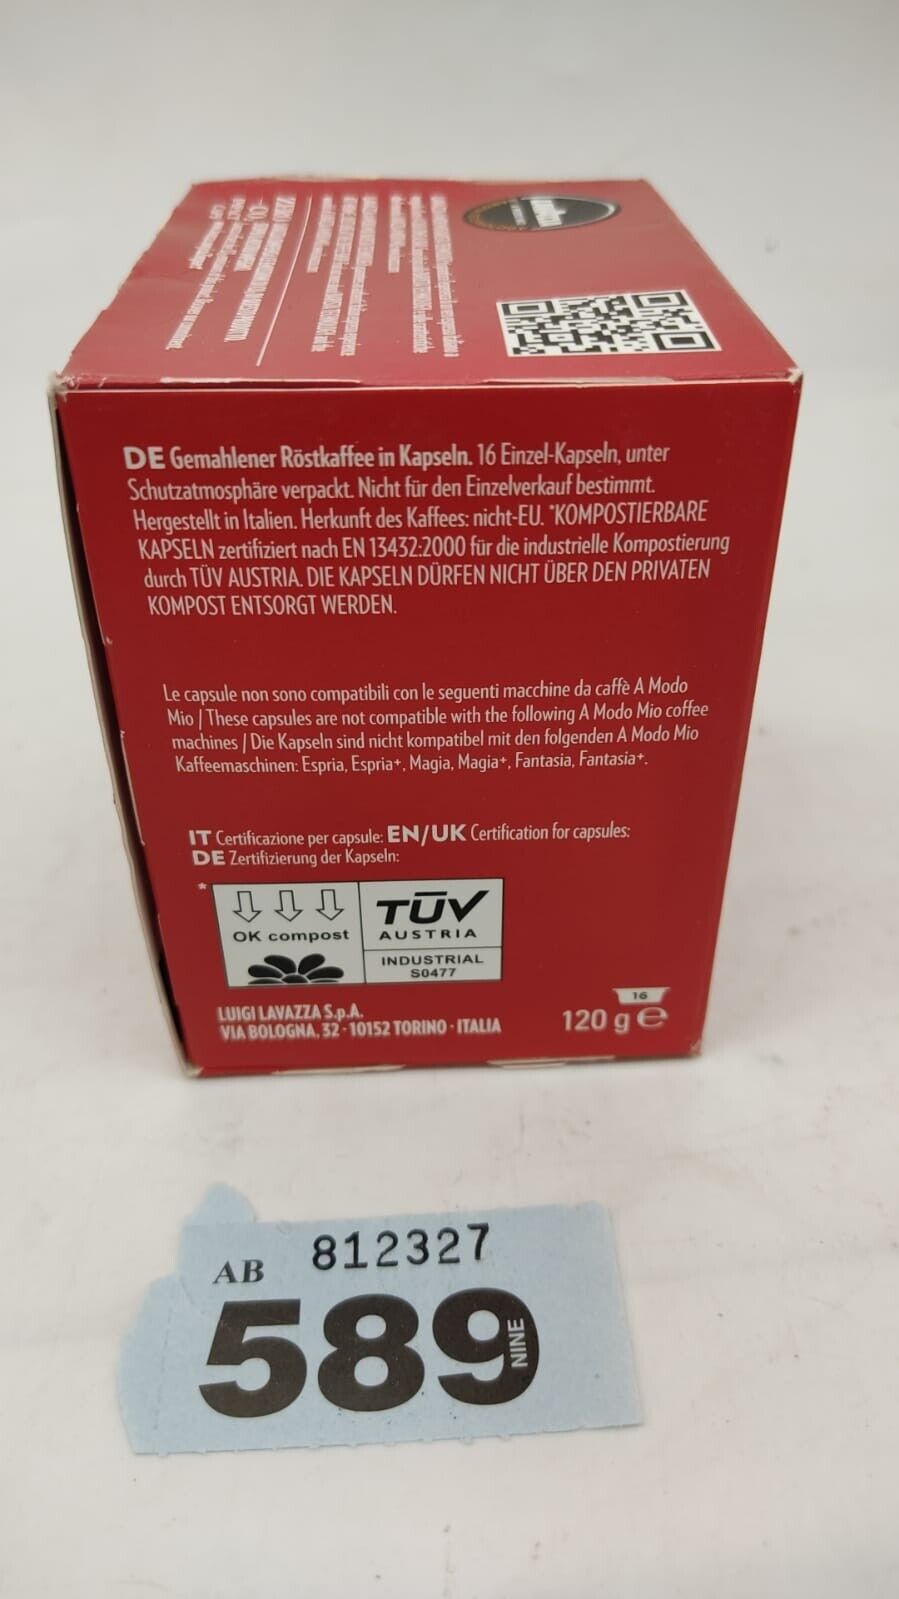 DE Gemahlener Röstkaffee in Kapseln. 16 Einzel-Kapseln, unter
Schutzatmosphäre verpackt. Nicht für den Einzelverkauf bestimmt.
Hergestellt in Italien. Herkunft des Kaffees: nicht-EU. *KOMPOSTIERBARE
KAPSELN zertifiziert nach EN 13432:2000 für die industrielle Kompostierung
durch TÜV AUSTRIA. DIE KAPSELN DÜRFEN NICHT ÜBER DEN PRIVATEN
KOMPOST ENTSORGT WERDEN.
Le capsule non sono compatibili con le seguenti macchine da caffè A Modo
Mio / These capsules are not compatible with the following A Modo Mio coffee
machines / Die Kapseln sind nicht kompatibel mit den folgenden A Modo Mio
Kaffeemaschinen: Espria, Espria+, Magia, Magia+, Fantasia, Fantasia+.
IT Certificazione per capsule: EN/UK Certification for capsules:
DE Zertifizierung der Kapseln:
*
OK compost
TÜV
AUSTRIA
INDUSTRIAL
S0477
LUIGI LAVAZZA S.p.A.
VIA BOLOGNA, 32 - 10152 TORINO - ITALIA
16
120 g e
AB 812327
589
NINE